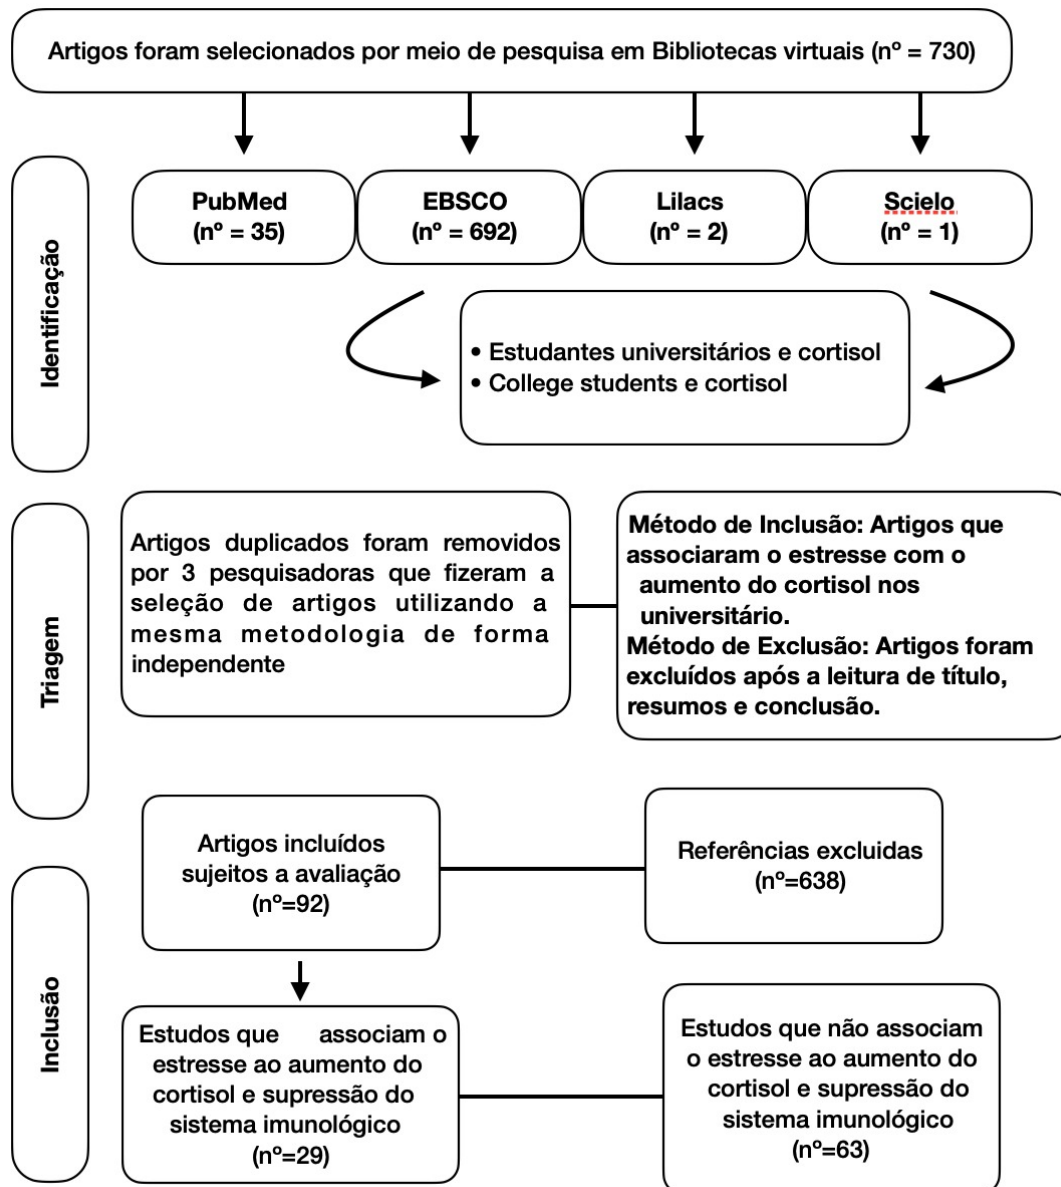 Artigos foram selecionados por meio de pesquisa em Bibliotecas virtuais (nº = 730)
Identificação
PubMed
(nº = 35)
EBSCO
(nº = 692)
Lilacs
(nº = 2)
Scielo
(nº = 1)
• Estudantes universitários e cortisol
• College students e cortisol
Triagem
Artigos duplicados foram removidos
por 3 pesquisadoras que fizeram a
seleção de artigos utilizando a
mesma metodologia de forma
independente
Método de Inclusão: Artigos que
associaram o estresse com o
aumento do cortisol nos
universitário.
Método de Exclusão: Artigos foram
excluídos após a leitura de título,
resumos e conclusão.
Inclusão
Artigos incluídos
sujeitos a avaliação
(nº=92)
Referências excluidas
(nº=638)
Estudos que associam o
estresse ao aumento do
cortisol e supressão do
sistema imunológico
(nº=29)
Estudos que não associam
o estresse ao aumento do
cortisol e supressão do
sistema imunológico
(nº=63)